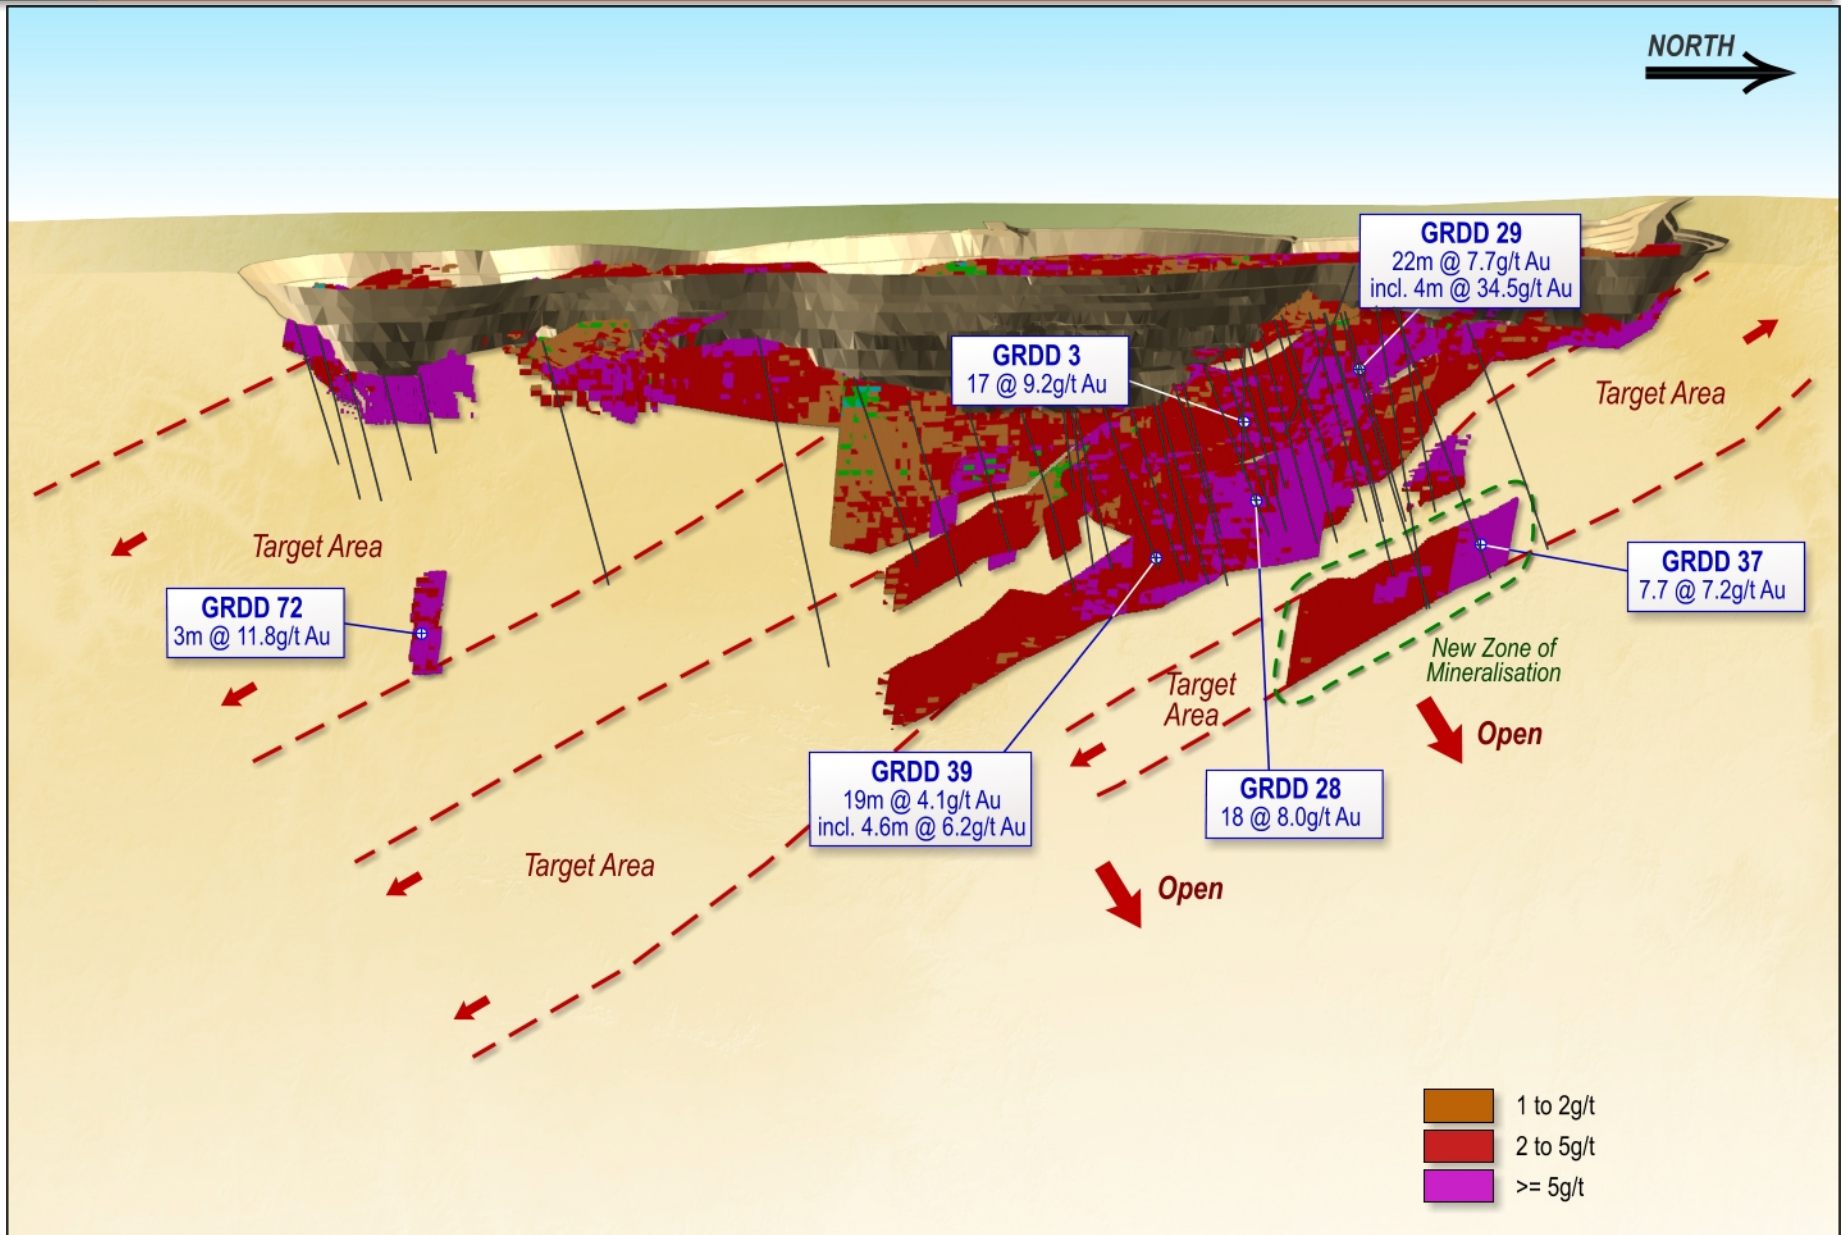 NORTH
GRDD 29
22m @ 7.7g/t Au
incl. 4m @ 34.5g/t Au
GRDD 3
17 @ 9.2g/t Au
Target Area
Target Area
GRDD 37
7.7 @ 7.2g/t Au
GRDD 72
3m @ 11.8g/t Au
New Zone of
Mineralisation
Target
Area
Open
GRDD 39
19m @ 4.1g/t Au
incl. 4.6m @ 6.2g/t Au
GRDD 28
18 @ 8.0g/t Au
Target Area
Open
1 to 2g/t
2 to 5g/t
>= 5g/t